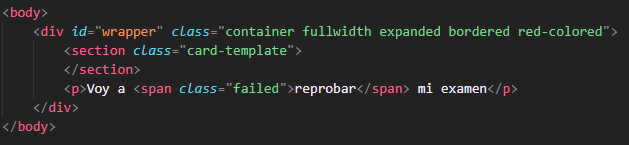 <body>
<div id="wrapper" class="container fullwidth expanded bordered red-colored">
<section class="card-template">
</section>
<p>Voy a <span class="failed">reprobar</span> mi examen</p>
</div>
</body>